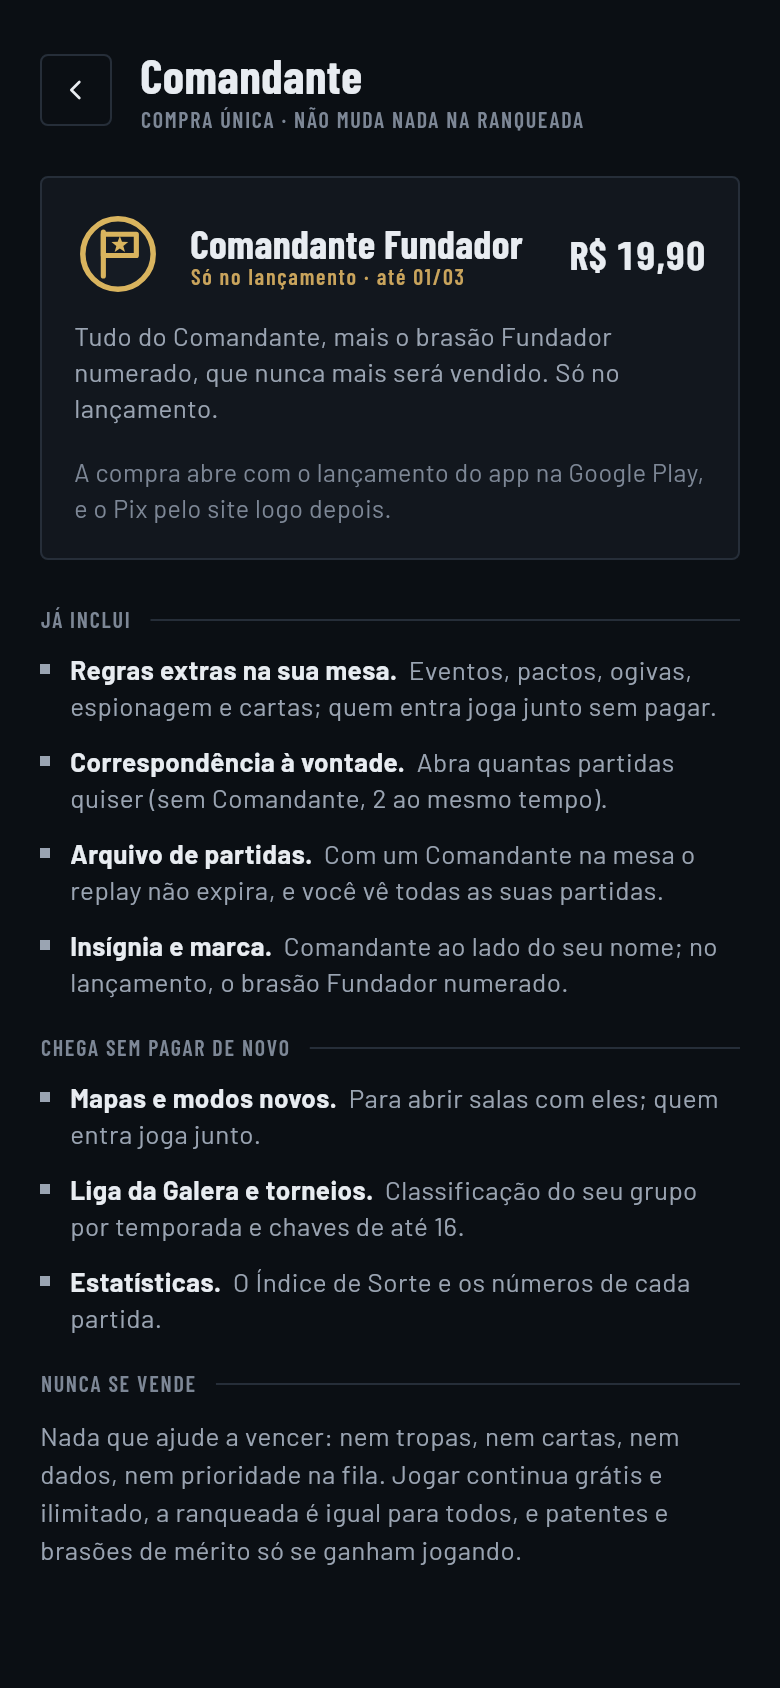 Comandante
COMPRA ÚNICA · NÃO MUDA NADA NA RANQUEADA
Comandante Fundador
R$ 19,90
Só no lançamento · até 01/03
Tudo do Comandante, mais o brasão Fundador
numerado, que nunca mais será vendido. Só no
lançamento.
A compra abre com o lançamento do app na Google Play,
e o Pix pelo site logo depois.
JÁ INCLUI
Regras extras na sua mesa. Eventos, pactos, ogivas,
espionagem e cartas; quem entra joga junto sem pagar.
Correspondência à vontade. Abra quantas partidas
quiser (sem Comandante, 2 ao mesmo tempo).
Arquivo de partidas. Com um Comandante na mesa o
replay não expira, e você vê todas as suas partidas.
Insígnia e marca. Comandante ao lado do seu nome; no
lançamento, o brasão Fundador numerado.
CHEGA SEM PAGAR DE NOVO
Mapas e modos novos. Para abrir salas com eles; quem
entra joga junto.
Liga da Galera e torneios. Classificação do seu grupo
por temporada e chaves de até 16.
Estatísticas. O Índice de Sorte e os números de cada
partida.
NUNCA SE VENDE
Nada que ajude a vencer: nem tropas, nem cartas, nem
dados, nem prioridade na fila. Jogar continua grátis e
ilimitado, a ranqueada é igual para todos, e patentes e
brasões de mérito só se ganham jogando.